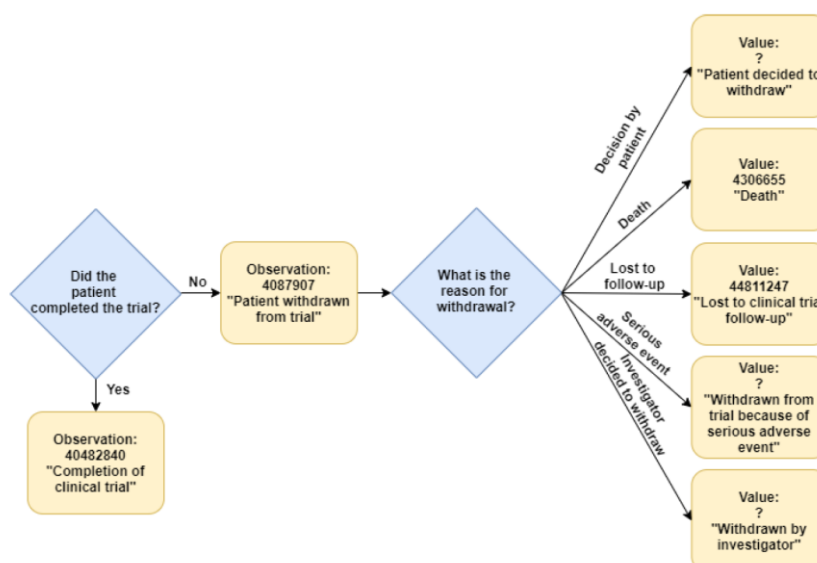 Did the
patient
completed the trial?
No
Yes
Observation:
40482840
"Completion of
clinical trial"
Observation:
4087907
"Patient withdrawn
from trial"
What is the
reason for
withdrawal?
Decision by
patient
Death
Lost to
follow-up
Serious
adverse event
Investigator
decided to withdraw
Value:
?
"Patient decided to
withdraw"
Value:
4306655
"Death"
Value:
44811247
"Lost to clinical trial
follow-up"
Value:
?
"Withdrawn from
trial because of
serious adverse
event"
Value:
?
"Withdrawn by
investigator"